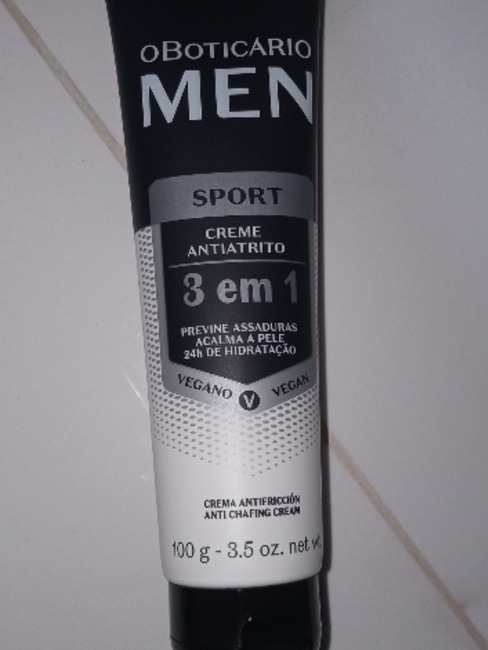 oBoticário
MEN
SPORT
CREME
ANTIATRITO
3 em 1
PREVINE ASSADURAS
ACALMA A PELE
24h DE HIDRATAÇÃO
VEGANO V VEGAN
CREMA ANTIFRICCIÓN
ANTI CHAFING CREAM
100 g - 3.5 oz. net